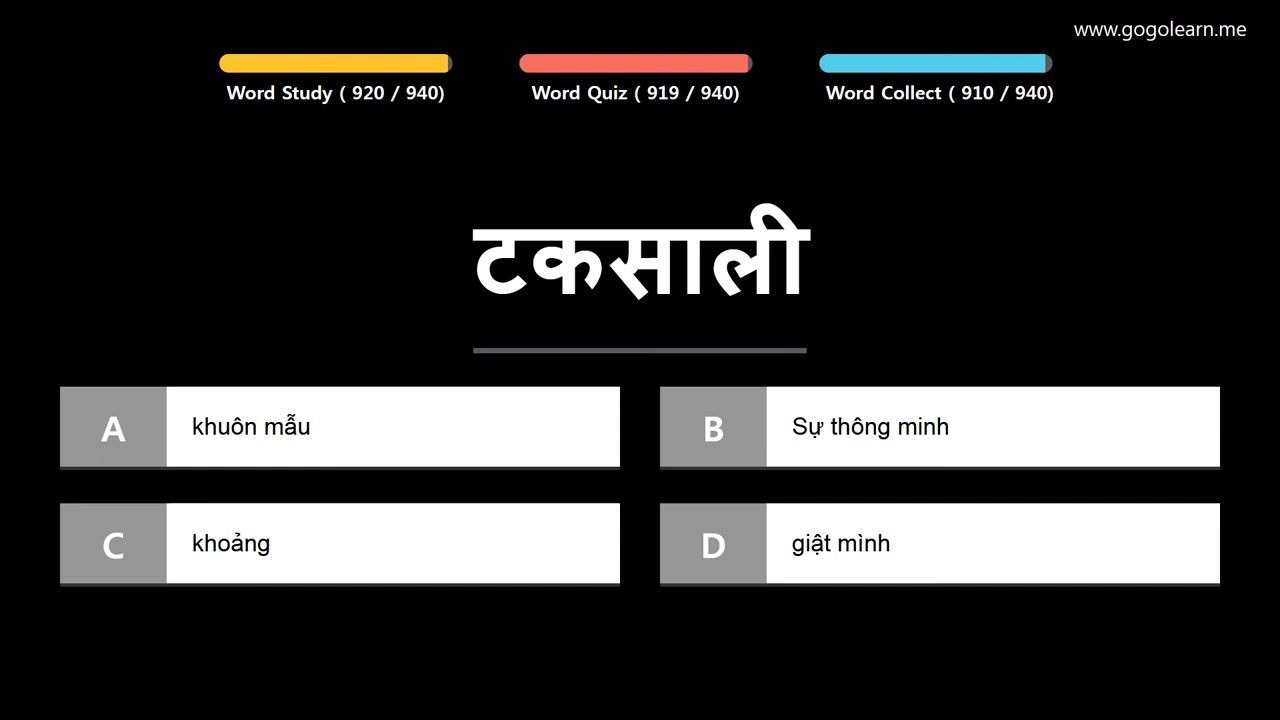 www.gogolearn.me
Word Study ( 920 / 940)
Word Quiz ( 919 / 940)
Word Collect ( 910 / 940)
टकसाली
A
khuôn mẫu
B
Sự thông minh
C
khoảng
D
giật mình